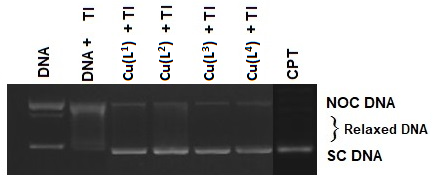 DNA
DNA + TI
Cu(L¹) + TI
Cu(L²) + TI
Cu(L³) + TI
Cu(L⁴) + TI
CPT
NOC DNA
} Relaxed DNA
SC DNA